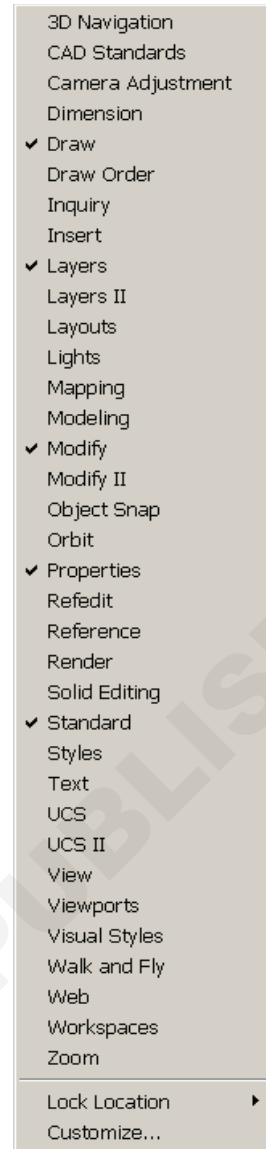 3D Navigation
CAD Standards
Camera Adjustment
Dimension
Draw
Draw Order
Inquiry
Insert
Layers
Layers II
Layouts
Lights
Mapping
Modeling
Modify
Modify II
Object Snap
Orbit
Properties
Refedit
Reference
Render
Solid Editing
Standard
Styles
Text
UCS
UCS II
View
Viewports
Visual Styles
Walk and Fly
Web
Workspaces
Zoom
Lock Location
Customize...